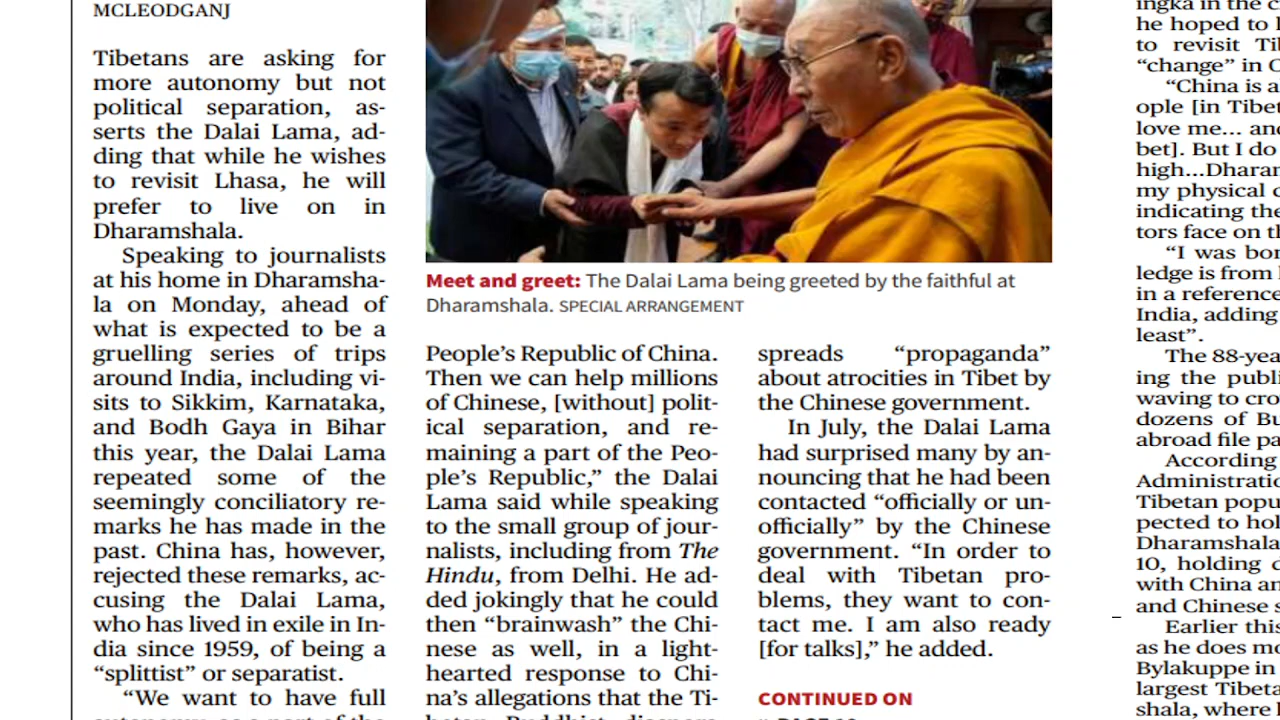 MCLEODGANJ
Tibetans are asking for
more autonomy but not
political separation, as-
serts the Dalai Lama, ad-
ding that while he wishes
to revisit Lhasa, he will
prefer to live on in
Dharamshala.
Speaking to journalists
at his home in Dharamsha-
la on Monday, ahead of
what is expected to be a
gruelling series of trips
around India, including vi-
sits to Sikkim, Karnataka,
and Bodh Gaya in Bihar
this year, the Dalai Lama
repeated some of the
seemingly conciliatory re-
marks he has made in the
past. China has, however,
rejected these remarks, ac-
cusing the Dalai Lama,
who has lived in exile in In-
dia since 1959, of being a
“splittist” or separatist.
“We want to have full
Meet and greet: The Dalai Lama being greeted by the faithful at
Dharamshala. SPECIAL ARRANGEMENT
People’s Republic of China.
Then we can help millions
of Chinese, [without] polit-
ical separation, and re-
maining a part of the Peo-
ple’s Republic,” the Dalai
Lama said while speaking
to the small group of jour-
nalists, including from The
Hindu, from Delhi. He ad-
ded jokingly that he could
then “brainwash” the Chi-
nese as well, in a light-
hearted response to Chi-
na’s allegations that the Ti-
spreads “propaganda”
about atrocities in Tibet by
the Chinese government.
In July, the Dalai Lama
had surprised many by an-
nouncing that he had been
contacted “officially or un-
officially” by the Chinese
government. “In order to
deal with Tibetan pro-
blems, they want to con-
tact me. I am also ready
[for talks],” he added.
CONTINUED ON
ingka in the
he hoped to
to revisit
“change” in
“China is
ople [in
love me... and
bet]. But I do
high...
my physical
indicating the
tors face on
“I was
ledge is from
in a reference
India, adding
least”.
The
ing the
waving to
dozens of
abroad file
According
Tibetan
pected to
Dharamshala
10, holding
with China
and Chinese
Earlier this
as he does
Bylakuppe in
largest
shala, where